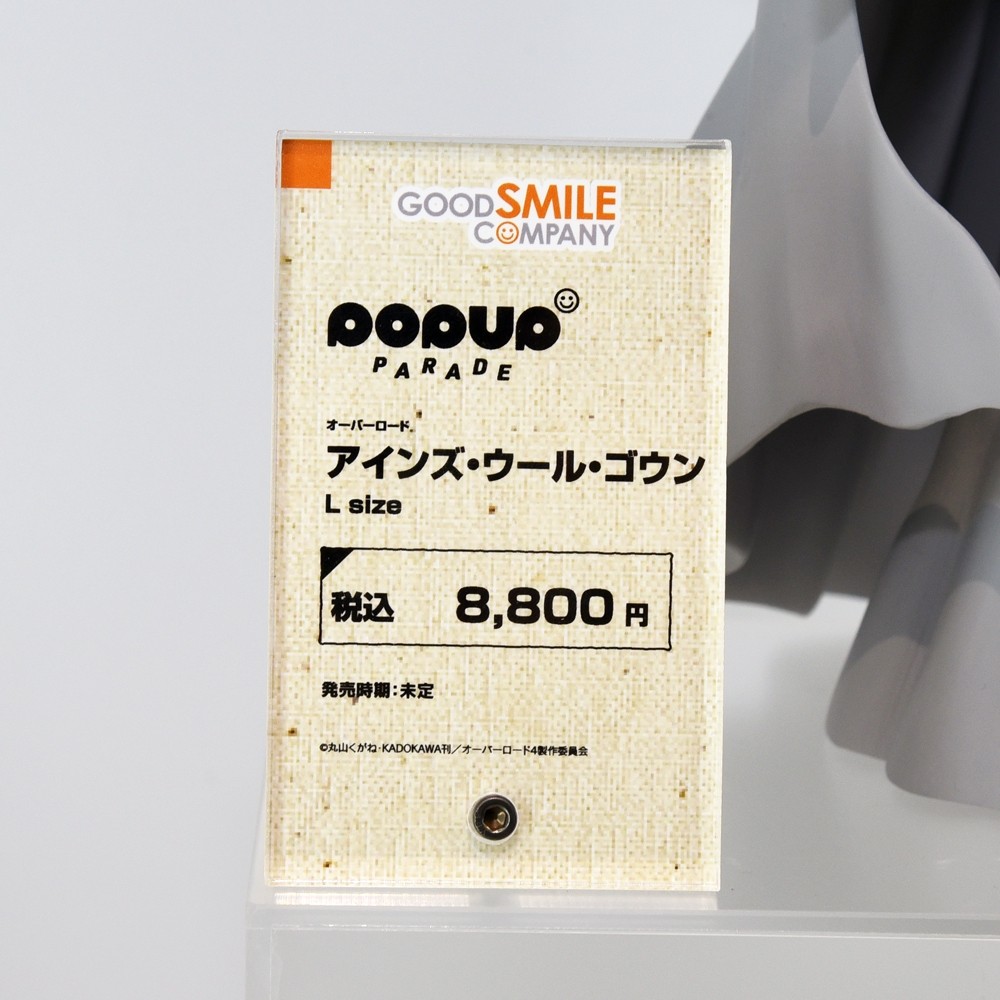 GOODSMILE
COMPANY
POPUP
PARADE
オーバーロード
アインズ・ウール・ゴウン
L size
税込 8,800 円
発売時期：未定
©丸山くがね・KADOKAWA刊／オーバーロード4製作委員会